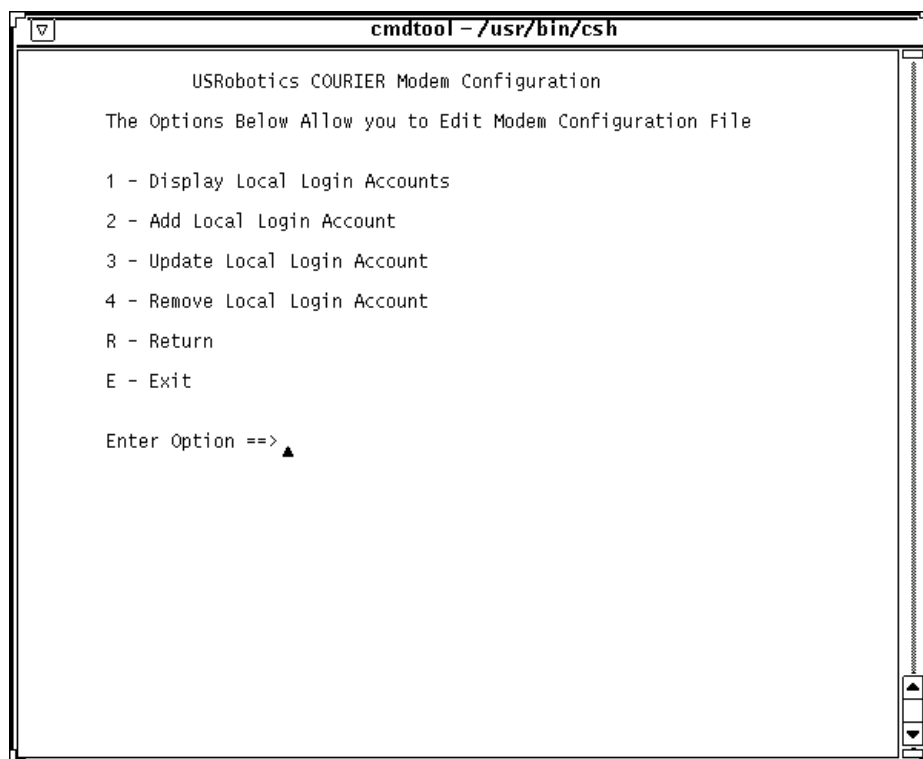 cmdtool – /usr/bin/csh
USRobotics COURIER Modem Configuration
The Options Below Allow you to Edit Modem Configuration File
1 - Display Local Login Accounts
2 - Add Local Login Account
3 - Update Local Login Account
4 - Remove Local Login Account
R - Return
E - Exit
Enter Option ==>